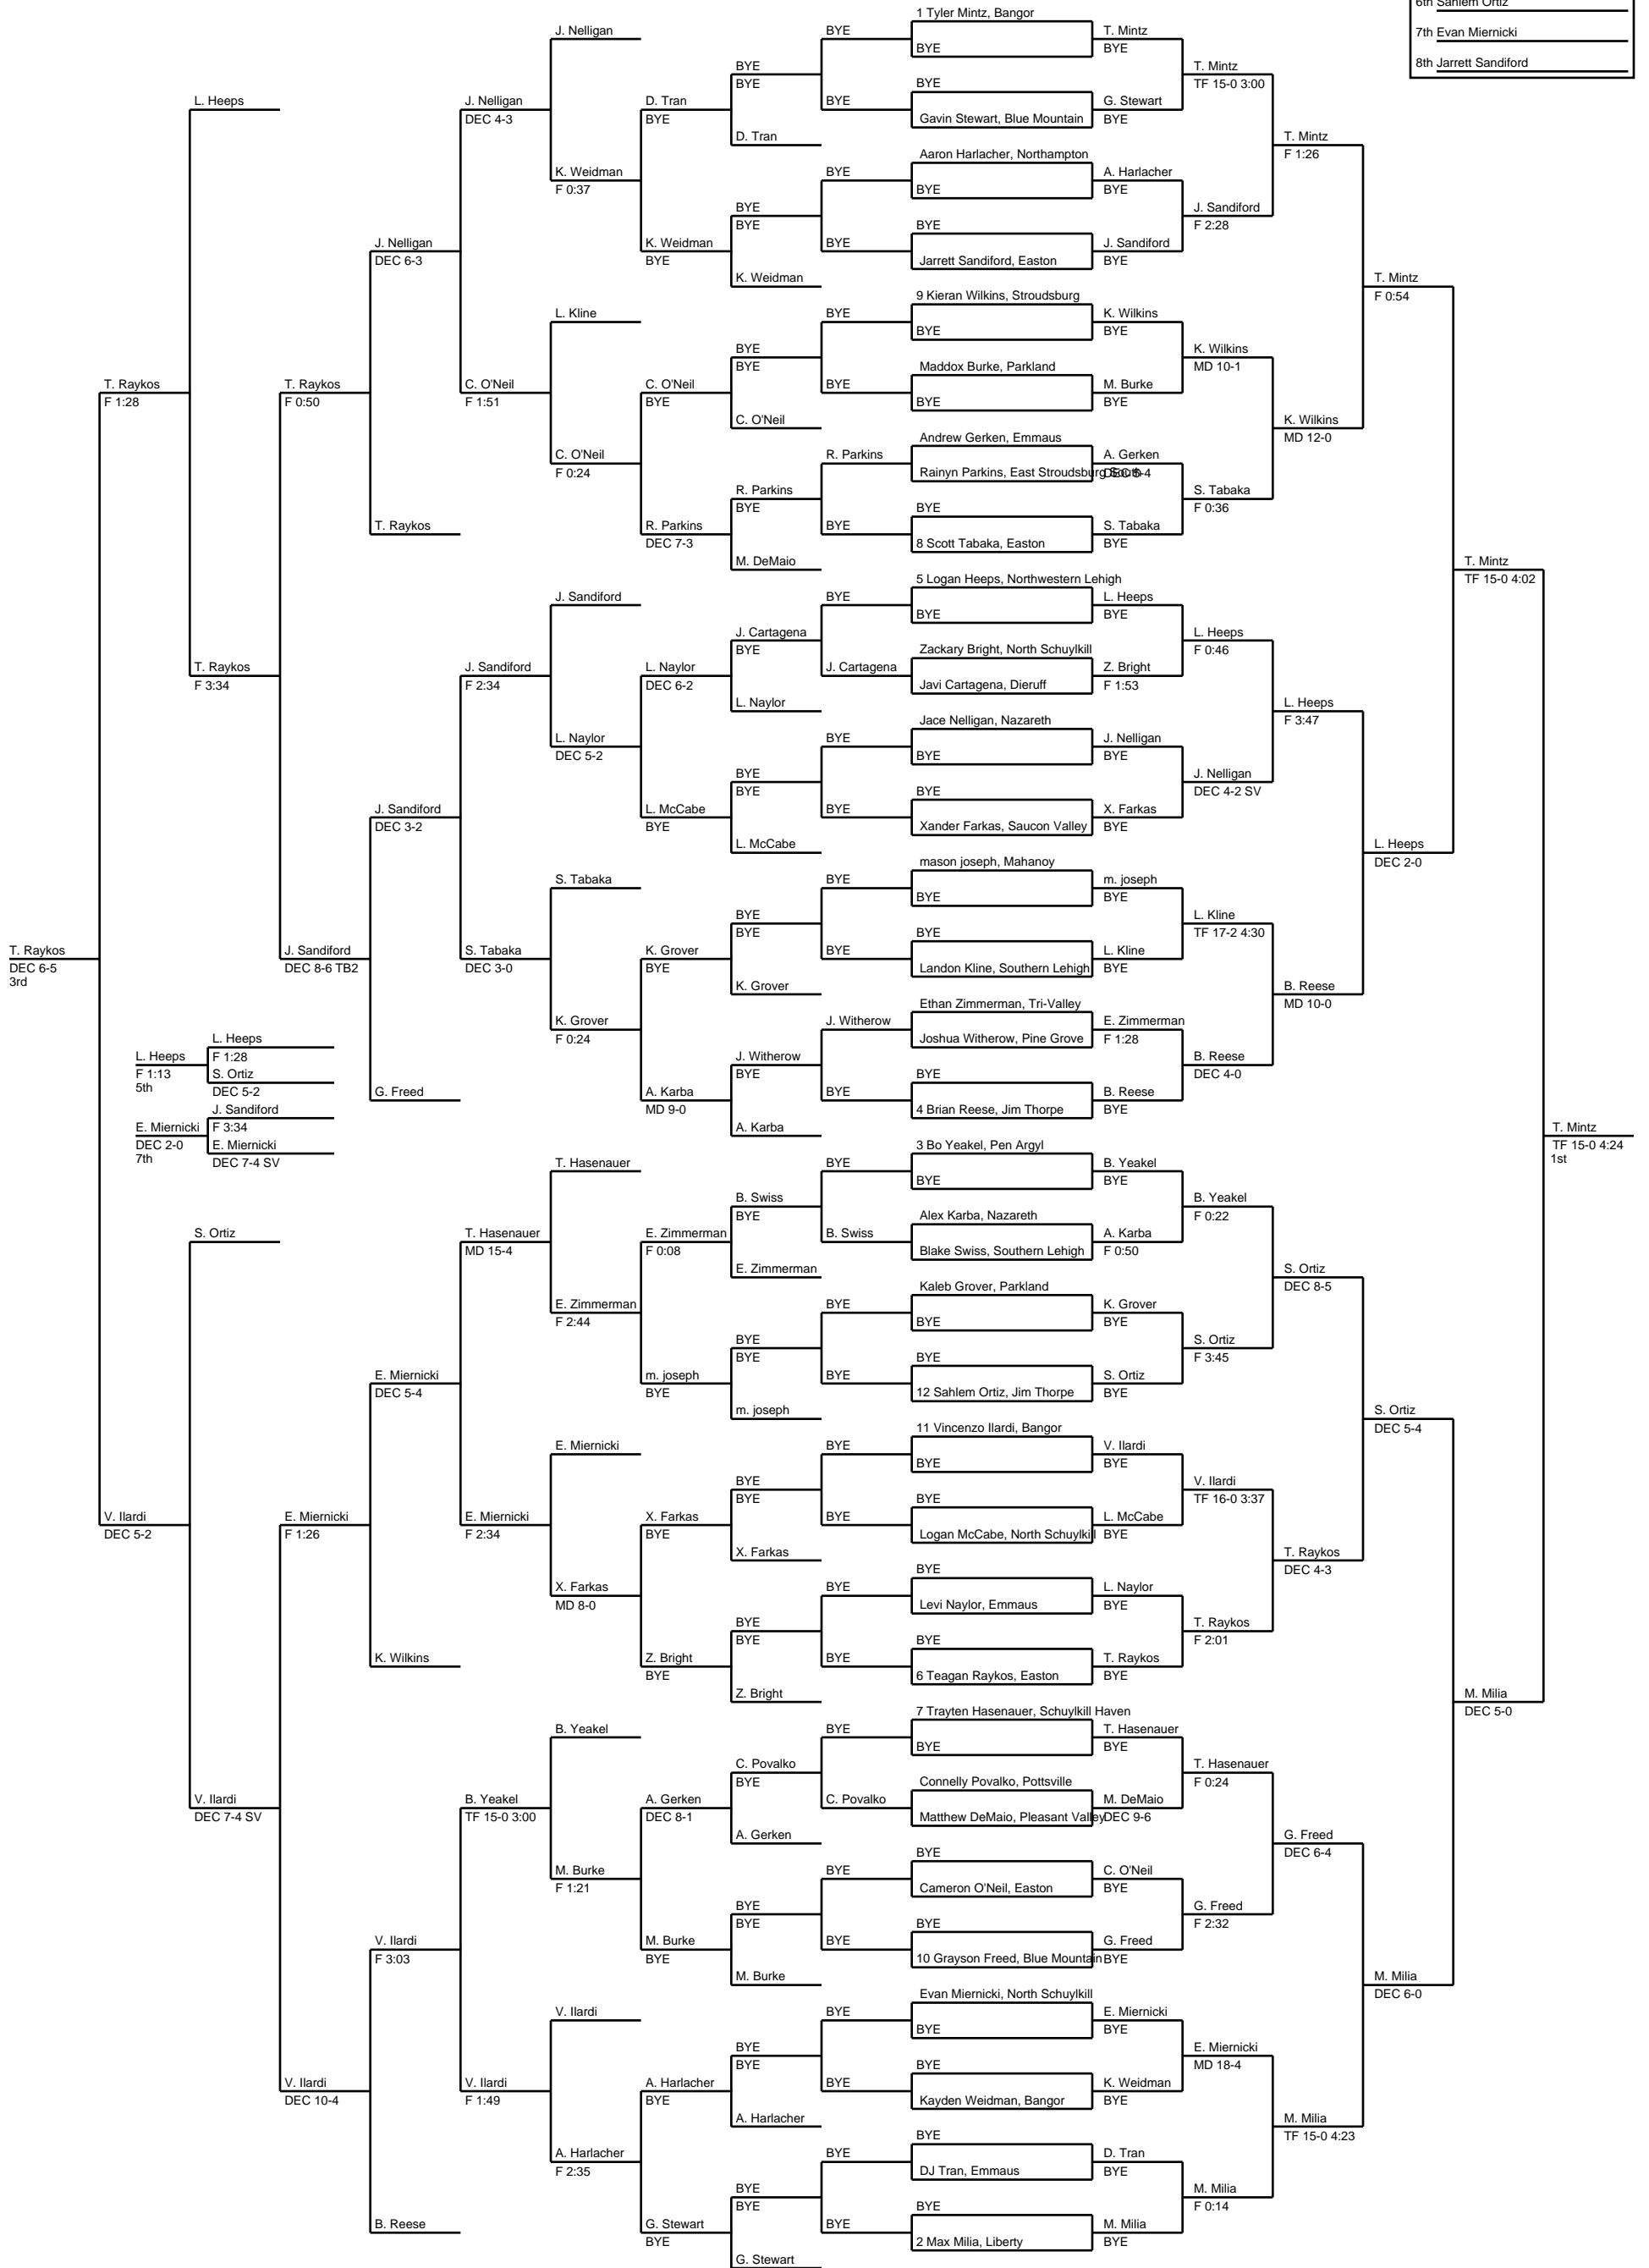 6th Sahlem Ortiz
7th Evan Miernicki
8th Jarrett Sandiford
T. Raykos
DEC 6-5
3rd
T. Raykos
F 1:28
V. Ilardi
DEC 5-2
L. Heeps
T. Raykos
F 3:34
S. Ortiz
V. Ilardi
DEC 7-4 SV
L. Heeps
F 1:13
5th
L. Heeps
F 1:28
S. Ortiz
DEC 5-2
E. Miernicki
DEC 2-0
7th
J. Sandiford
F 3:34
E. Miernicki
DEC 7-4 SV
T. Raykos
F 0:50
J. Sandiford
DEC 8-6 TB2
E. Miernicki
F 1:26
V. Ilardi
DEC 10-4
J. Nelligan
DEC 6-3
T. Raykos
J. Sandiford
DEC 3-2
G. Freed
E. Miernicki
DEC 5-4
K. Wilkins
V. Ilardi
F 3:03
B. Reese
J. Nelligan
DEC 4-3
C. O'Neil
F 1:51
J. Sandiford
F 2:34
S. Tabaka
DEC 3-0
T. Hasenauer
MD 15-4
E. Miernicki
F 2:34
B. Yeakel
TF 15-0 3:00
V. Ilardi
F 1:49
J. Nelligan
K. Weidman
F 0:37
L. Kline
C. O'Neil
F 0:24
J. Sandiford
L. Naylor
DEC 5-2
S. Tabaka
K. Grover
F 0:24
T. Hasenauer
E. Zimmerman
F 2:44
E. Miernicki
X. Farkas
MD 8-0
B. Yeakel
M. Burke
F 1:21
V. Ilardi
A. Harlacher
F 2:35
D. Tran
BYE
K. Weidman
BYE
C. O'Neil
BYE
R. Parkins
DEC 7-3
L. Naylor
DEC 6-2
L. McCabe
BYE
K. Grover
BYE
A. Karba
MD 9-0
E. Zimmerman
F 0:08
m. joseph
BYE
X. Farkas
BYE
Z. Bright
BYE
A. Gerken
DEC 8-1
M. Burke
BYE
A. Harlacher
BYE
G. Stewart
BYE
BYE
BYE
D. Tran
BYE
BYE
K. Weidman
BYE
BYE
C. O'Neil
R. Parkins
BYE
M. DeMaio
J. Cartagena
BYE
L. Naylor
BYE
BYE
L. McCabe
BYE
BYE
K. Grover
J. Witherow
BYE
A. Karba
B. Swiss
BYE
E. Zimmerman
BYE
BYE
m. joseph
BYE
BYE
X. Farkas
BYE
BYE
Z. Bright
C. Povalko
BYE
A. Gerken
BYE
BYE
M. Burke
BYE
BYE
A. Harlacher
BYE
BYE
G. Stewart
BYE
BYE
BYE
BYE
BYE
BYE
R. Parkins
BYE
BYE
J. Cartagena
BYE
BYE
BYE
BYE
J. Witherow
BYE
BYE
B. Swiss
BYE
BYE
BYE
BYE
BYE
BYE
BYE
C. Povalko
BYE
BYE
BYE
BYE
BYE
BYE
1 Tyler Mintz, Bangor
BYE
BYE
Gavin Stewart, Blue Mountain
Aaron Harlacher, Northampton
BYE
BYE
Jarrett Sandiford, Easton
9 Kieran Wilkins, Stroudsburg
BYE
Maddox Burke, Parkland
BYE
Andrew Gerken, Emmaus
Rainyn Parkins, East Stroudsburg South
BYE
8 Scott Tabaka, Easton
5 Logan Heeps, Northwestern Lehigh
BYE
Zackary Bright, North Schuylkill
Javi Cartagena, Dieruff
Jace Nelligan, Nazareth
BYE
BYE
Xander Farkas, Saucon Valley
mason joseph, Mahanoy
BYE
BYE
Landon Kline, Southern Lehigh
Ethan Zimmerman, Tri-Valley
Joshua Witherow, Pine Grove
BYE
4 Brian Reese, Jim Thorpe
3 Bo Yeakel, Pen Argyl
BYE
Alex Karba, Nazareth
Blake Swiss, Southern Lehigh
Kaleb Grover, Parkland
BYE
BYE
12 Sahlem Ortiz, Jim Thorpe
11 Vincenzo Ilardi, Bangor
BYE
BYE
Logan McCabe, North Schuylkill
BYE
Levi Naylor, Emmaus
BYE
6 Teagan Raykos, Easton
7 Trayten Hasenauer, Schuylkill Haven
BYE
Connelly Povalko, Pottsville
Matthew DeMaio, Pleasant Valley
BYE
Cameron O'Neil, Easton
BYE
10 Grayson Freed, Blue Mountain
Evan Miernicki, North Schuylkill
BYE
BYE
Kayden Weidman, Bangor
BYE
DJ Tran, Emmaus
BYE
2 Max Milia, Liberty
T. Mintz
BYE
G. Stewart
BYE
A. Harlacher
BYE
J. Sandiford
BYE
K. Wilkins
BYE
M. Burke
BYE
A. Gerken
DEC 5-4
S. Tabaka
BYE
L. Heeps
BYE
Z. Bright
F 1:53
J. Nelligan
BYE
X. Farkas
BYE
m. joseph
BYE
L. Kline
BYE
E. Zimmerman
F 1:28
B. Reese
BYE
B. Yeakel
BYE
A. Karba
F 0:50
K. Grover
BYE
S. Ortiz
BYE
V. Ilardi
BYE
L. McCabe
BYE
L. Naylor
BYE
T. Raykos
BYE
T. Hasenauer
BYE
M. DeMaio
DEC 9-6
C. O'Neil
BYE
G. Freed
BYE
E. Miernicki
BYE
K. Weidman
BYE
D. Tran
BYE
M. Milia
BYE
T. Mintz
TF 15-0 3:00
J. Sandiford
F 2:28
K. Wilkins
MD 10-1
S. Tabaka
F 0:36
L. Heeps
F 0:46
J. Nelligan
DEC 4-2 SV
L. Kline
TF 17-2 4:30
B. Reese
DEC 4-0
B. Yeakel
F 0:22
S. Ortiz
F 3:45
V. Ilardi
TF 16-0 3:37
T. Raykos
F 2:01
T. Hasenauer
F 0:24
G. Freed
F 2:32
E. Miernicki
MD 18-4
M. Milia
F 0:14
T. Mintz
F 1:26
K. Wilkins
MD 12-0
L. Heeps
F 3:47
B. Reese
MD 10-0
S. Ortiz
DEC 8-5
T. Raykos
DEC 4-3
G. Freed
DEC 6-4
M. Milia
TF 15-0 4:23
T. Mintz
F 0:54
L. Heeps
DEC 2-0
S. Ortiz
DEC 5-4
M. Milia
DEC 6-0
T. Mintz
TF 15-0 4:02
M. Milia
DEC 5-0
T. Mintz
TF 15-0 4:24
1st